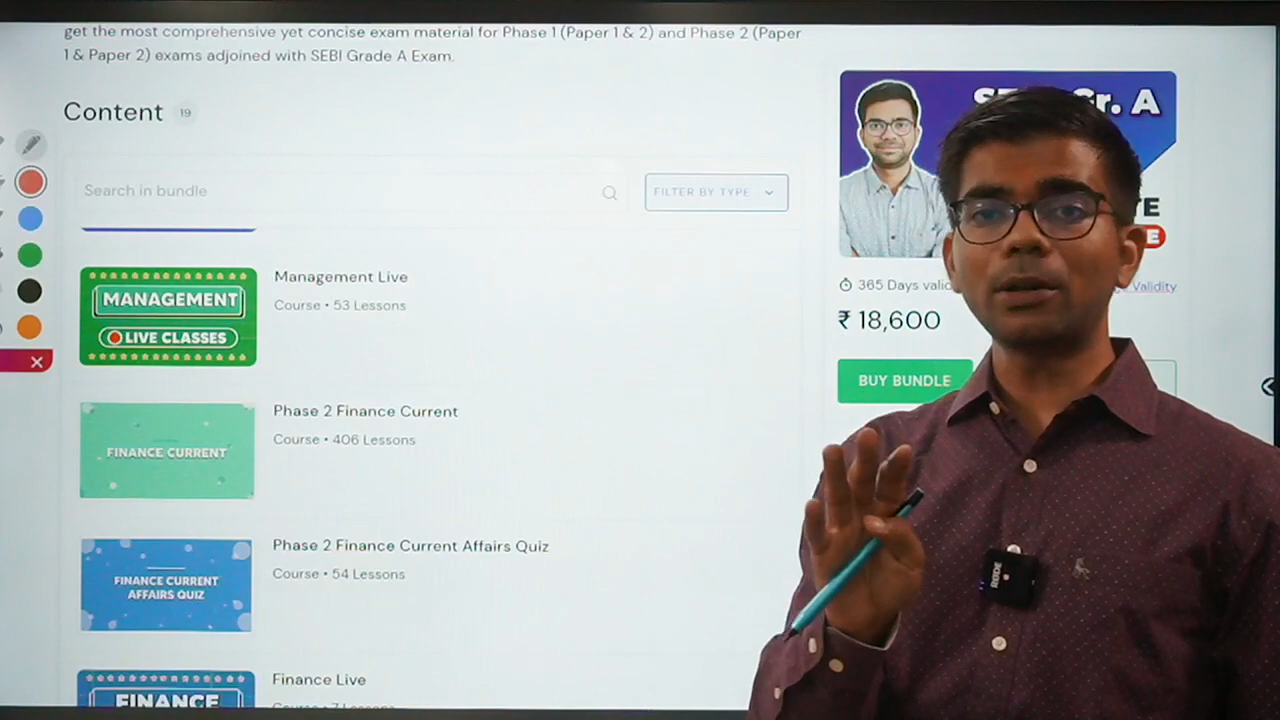 get the most comprehensive yet concise exam material for Phase 1 (Paper 1 & 2) and Phase 2 (Paper
1 & Paper 2) exams adjoined with SEBI Grade A Exam.
Content 19
Search in bundle
FILTER BY TYPE
MANAGEMENT
LIVE CLASSES
Management Live
Course • 53 Lessons
FINANCE CURRENT
Phase 2 Finance Current
Course • 406 Lessons
FINANCE CURRENT
AFFAIRS QUIZ
Phase 2 Finance Current Affairs Quiz
Course • 54 Lessons
FINANCE
Finance Live
Gr. A
365 Days
Validity
₹ 18,600
BUY BUNDLE
RØDE